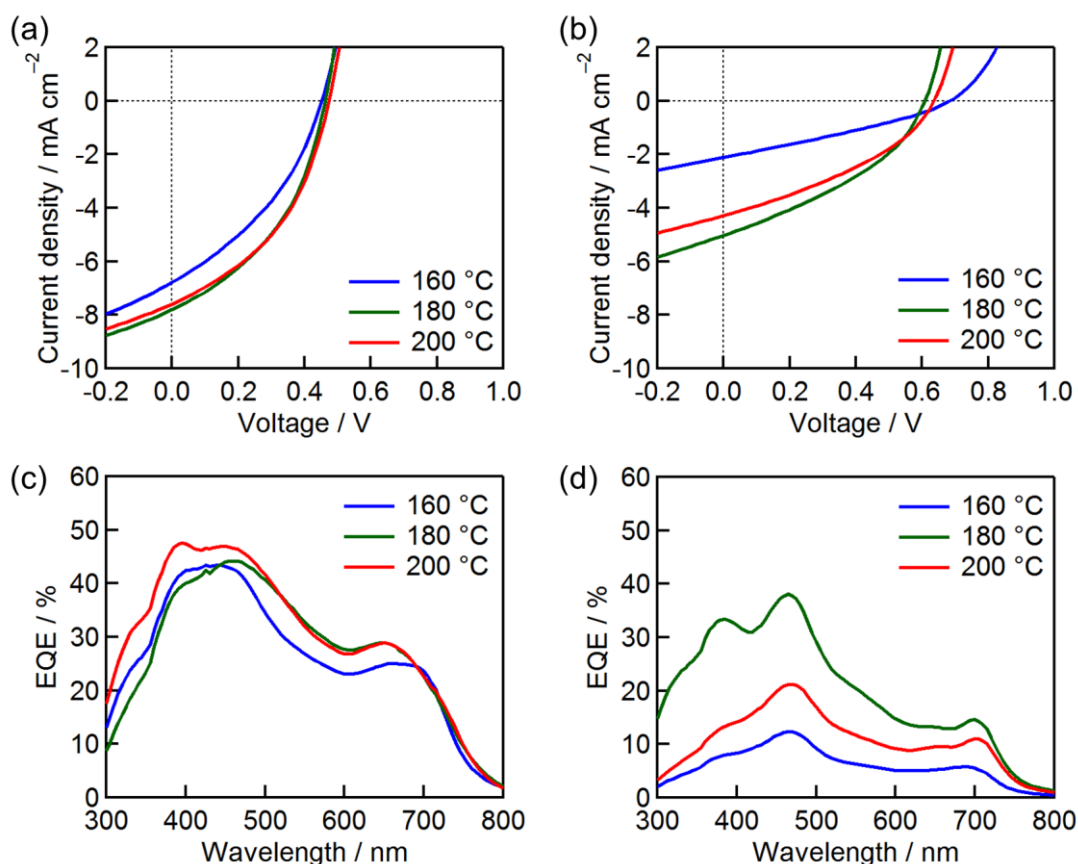 (a)
Current density / mA cm⁻²
2
0
-2
-4
-6
-8
-10
160 °C
180 °C
200 °C
-0.2 0.0 0.2 0.4 0.6 0.8 1.0
Voltage / V
(b)
Current density / mA cm⁻²
2
0
-2
-4
-6
-8
-10
160 °C
180 °C
200 °C
-0.2 0.0 0.2 0.4 0.6 0.8 1.0
Voltage / V
(c)
EQE / %
60
50
40
30
20
10
0
160 °C
180 °C
200 °C
300 400 500 600 700 800
Wavelength / nm
(d)
EQE / %
60
50
40
30
20
10
0
160 °C
180 °C
200 °C
300 400 500 600 700 800
Wavelength / nm